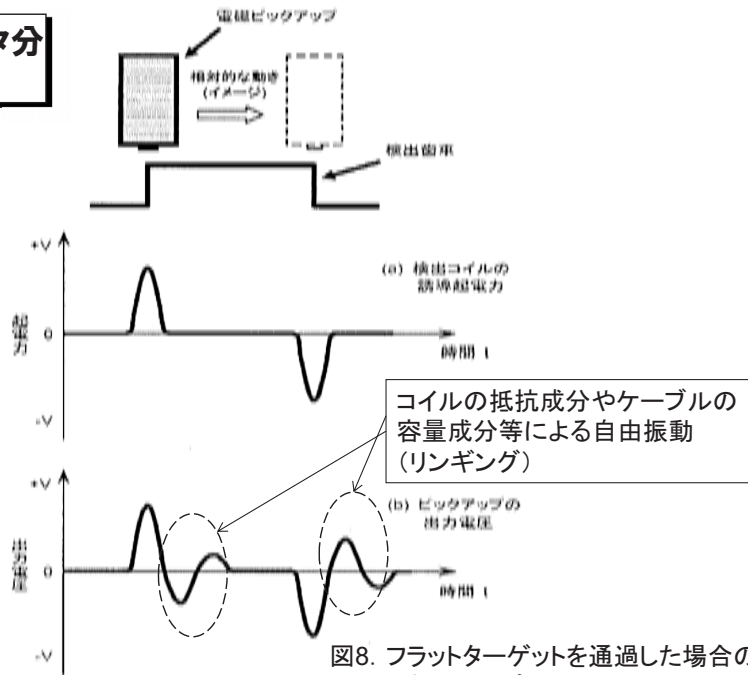 タ分
電磁ピックアップ
相対的な動き
(イメージ)
検出歯車
+V
起電力
0
-V
(a) 検出コイルの
誘導起電力
時間 t
コイルの抵抗成分やケーブルの
容量成分等による自由振動
(リンギング)
+V
出力電圧
0
-V
(b) ピックアップの
出力電圧
時間 t
図8. フラットターゲットを通過した場合の